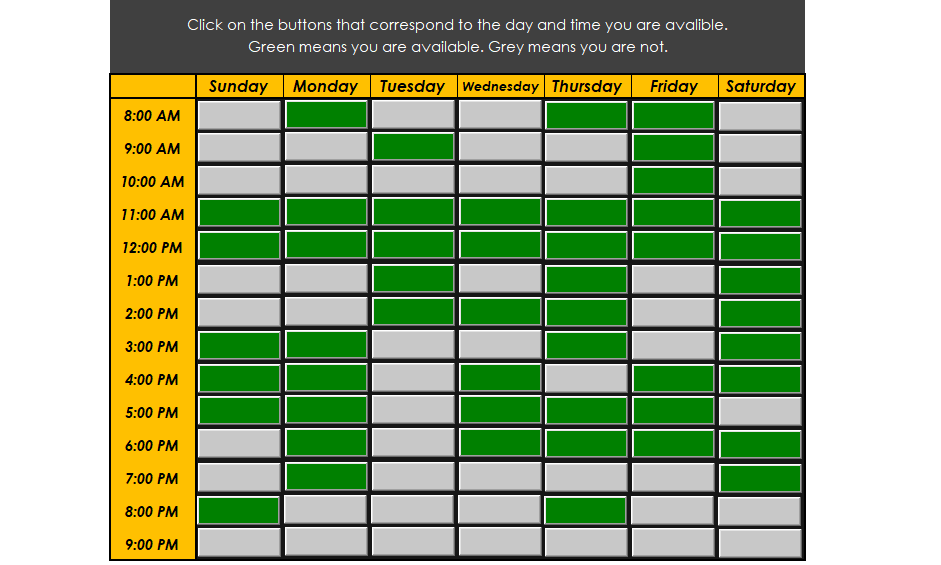 Click on the buttons that correspond to the day and time you are avalible.
Green means you are available. Grey means you are not.
Sunday Monday Tuesday Wednesday Thursday Friday Saturday
8:00 AM
9:00 AM
10:00 AM
11:00 AM
12:00 PM
1:00 PM
2:00 PM
3:00 PM
4:00 PM
5:00 PM
6:00 PM
7:00 PM
8:00 PM
9:00 PM